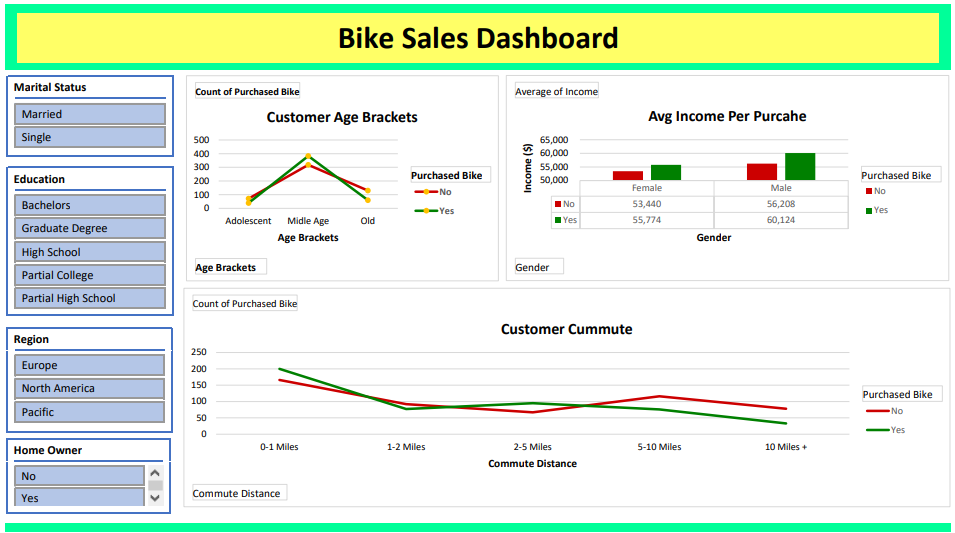 Bike Sales Dashboard
Marital Status
Married
Single
Education
Bachelors
Graduate Degree
High School
Partial College
Partial High School
Region
Europe
North America
Pacific
Home Owner
No
Yes
Count of Purchased Bike
Customer Age Brackets
500
400
300
200
100
0
Adolescent Midle Age Old
Age Brackets
Purchased Bike
No
Yes
Age Brackets
Average of Income
Avg Income Per Purcahe
Income ($)
65,000
60,000
55,000
50,000
Female Male
No 53,440 56,208
Yes 55,774 60,124
Gender
Purchased Bike
No
Yes
Gender
Count of Purchased Bike
Customer Cummute
250
200
150
100
50
0
0-1 Miles 1-2 Miles 2-5 Miles 5-10 Miles 10 Miles +
Commute Distance
Purchased Bike
No
Yes
Commute Distance